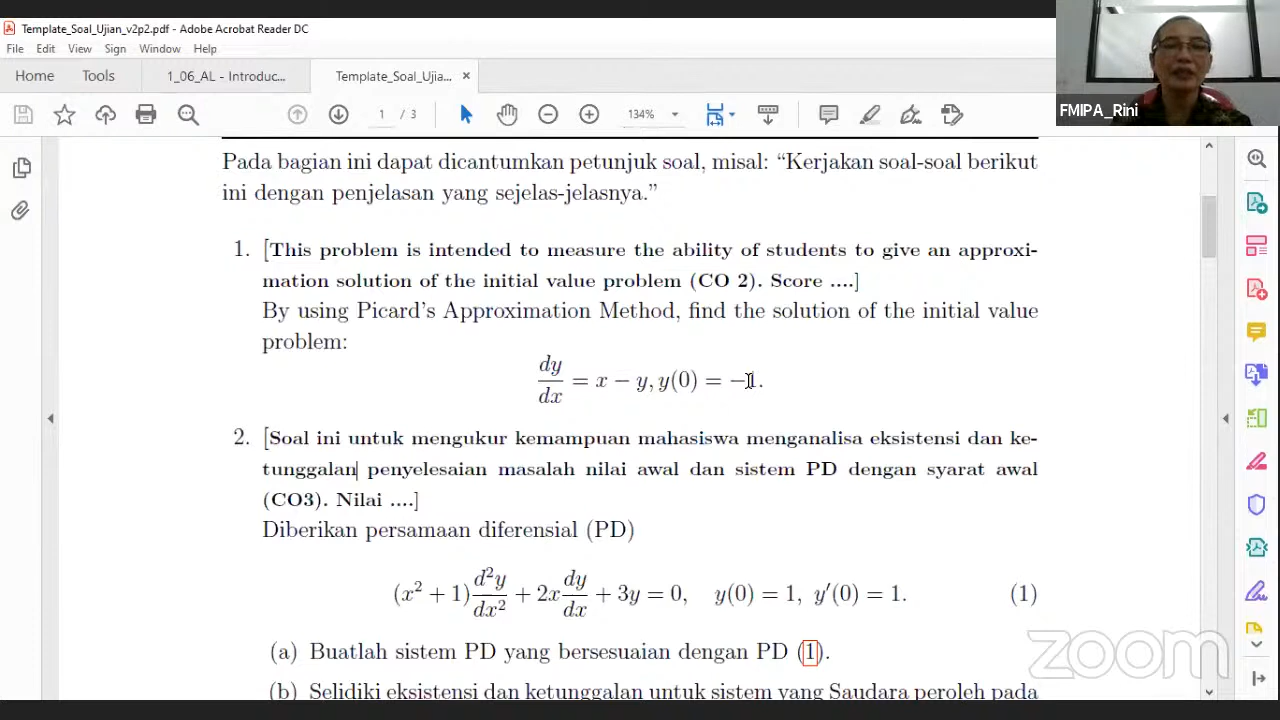 Template_Soal_Ujian_v2p2.pdf - Adobe Acrobat Reader DC
File Edit View Sign Window Help
Home Tools 1_06_AL - Introduc... Template_Soal_Ujia... ×
1 / 3 134%
FMIPA_Rini
Pada bagian ini dapat dicantumkan petunjuk soal, misal: “Kerjakan soal-soal berikut
ini dengan penjelasan yang sejelas-jelasnya.”
1. [This problem is intended to measure the ability of students to give an approxi-
mation solution of the initial value problem (CO 2). Score ....]
By using Picard’s Approximation Method, find the solution of the initial value
problem:
dy/dx = x − y, y(0) = −1.
2. [Soal ini untuk mengukur kemampuan mahasiswa menganalisa eksistensi dan ke-
tunggalan penyelesaian masalah nilai awal dan sistem PD dengan syarat awal
(CO3). Nilai ....]
Diberikan persamaan diferensial (PD)
(x² + 1)d²y/dx² + 2x dy/dx + 3y = 0, y(0) = 1, y′(0) = 1. (1)
(a) Buatlah sistem PD yang bersesuaian dengan PD (1).
(b) Selidiki eksistensi dan ketunggalan untuk sistem yang Saudara peroleh pada
zoom